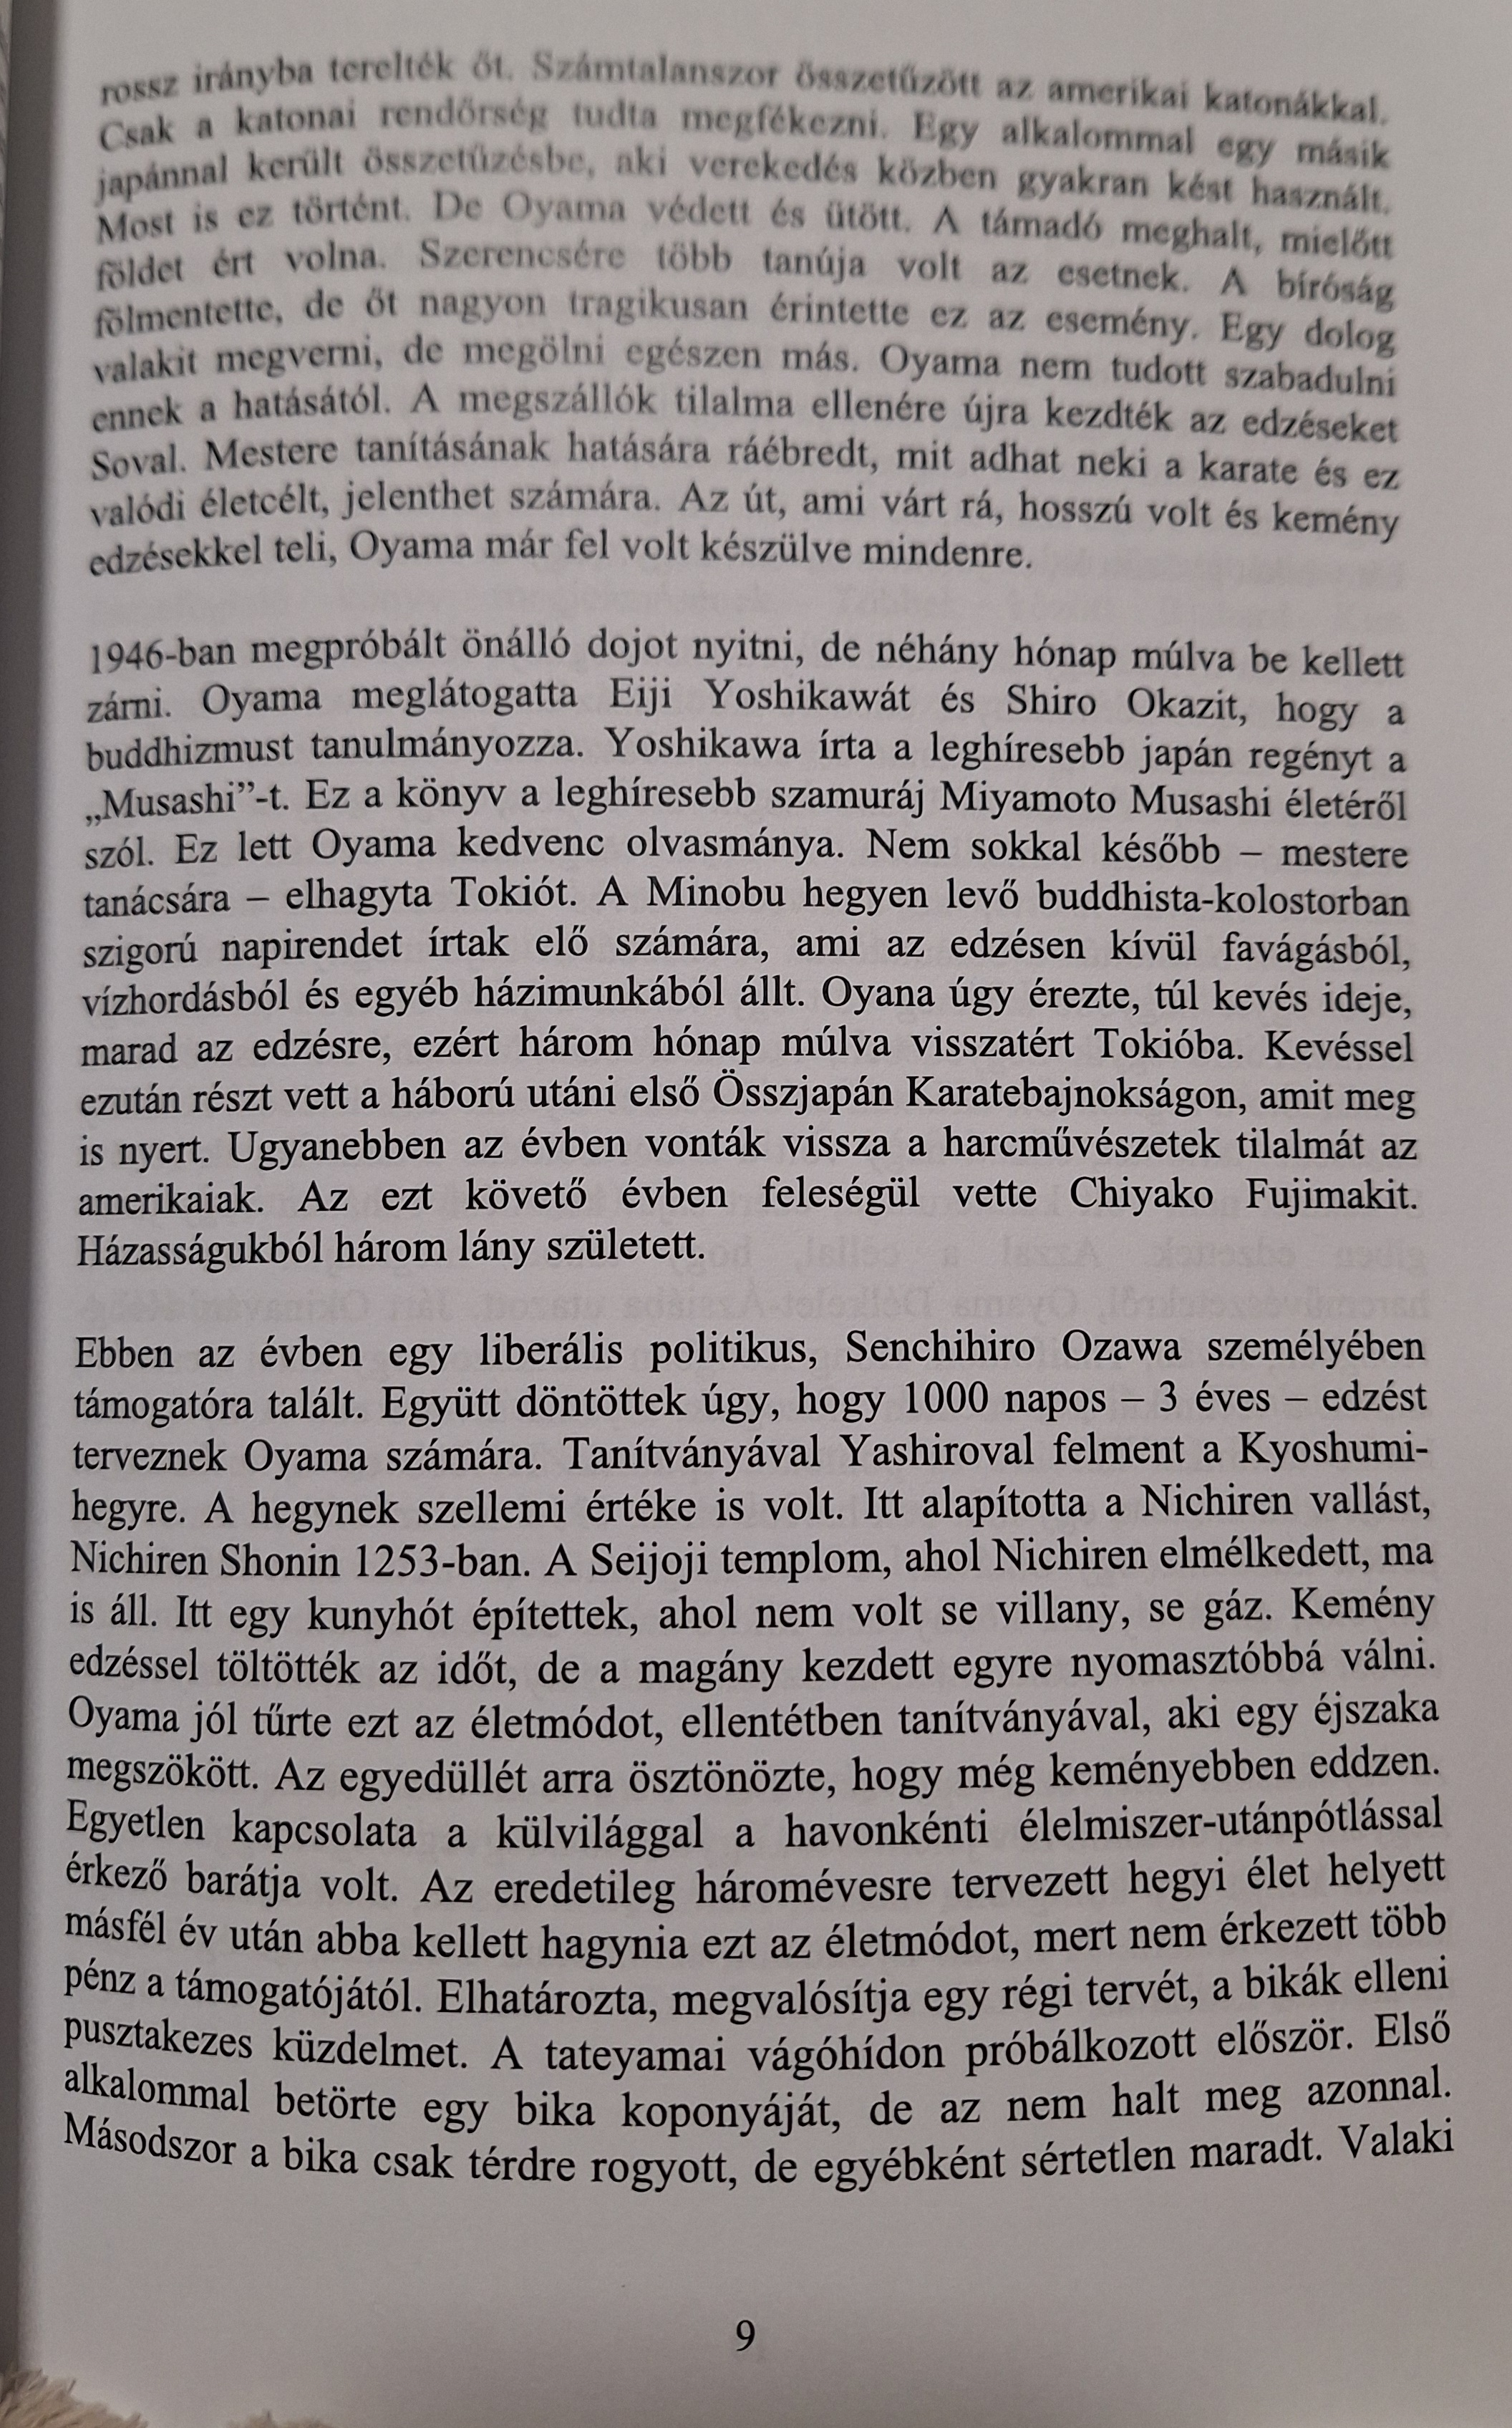 rossz irányba terelték őt. Számtalanszor összetűzött az amerikai katonákkal.
Csak a katonai rendőrség tudta megfékezni. Egy alkalommal egy másik
japánnal került összetűzésbe, aki verekedés közben gyakran kést használt.
Most is ez történt. De Oyama védett és ütött. A támadó meghalt, mielőtt
földet ért volna. Szerencsére több tanúja volt az esetnek. A bíróság
fölmentette, de őt nagyon tragikusan érintette ez az esemény. Egy dolog
valakit megverni, de megölni egészen más. Oyama nem tudott szabadulni
ennek a hatásától. A megszállók tilalma ellenére újra kezdték az edzéseket
Soval. Mestere tanításának hatására ráébredt, mit adhat neki a karate és ez
valódi életcélt, jelenthet számára. Az út, ami várt rá, hosszú volt és kemény
edzésekkel teli, Oyama már fel volt készülve mindenre.
1946-ban megpróbált önálló dojot nyitni, de néhány hónap múlva be kellett
zárni. Oyama meglátogatta Eiji Yoshikawát és Shiro Okazit, hogy a
buddhizmust tanulmányozza. Yoshikawa írta a leghíresebb japán regényt a
„Musashi”-t. Ez a könyv a leghíresebb szamuráj Miyamoto Musashi életéről
szól. Ez lett Oyama kedvenc olvasmánya. Nem sokkal később – mestere
tanácsára – elhagyta Tokiót. A Minobu hegyen levő buddhista-kolostorban
szigorú napirendet írtak elő számára, ami az edzésen kívül favágásból,
vízhordásból és egyéb házimunkából állt. Oyana úgy érezte, túl kevés ideje,
marad az edzésre, ezért három hónap múlva visszatért Tokióba. Kevéssel
ezután részt vett a háború utáni első Összjapán Karatebajnokságon, amit meg
is nyert. Ugyanebben az évben vonták vissza a harcművészetek tilalmát az
amerikaiak. Az ezt követő évben feleségül vette Chiyako Fujimakit.
Házasságukból három lány született.
Ebben az évben egy liberális politikus, Senchihiro Ozawa személyében
támogatóra talált. Együtt döntöttek úgy, hogy 1000 napos – 3 éves – edzést
terveznek Oyama számára. Tanítványával Yashiroval felment a Kyoshumi-
hegyre. A hegynek szellemi értéke is volt. Itt alapította a Nichiren vallást,
Nichiren Shonin 1253-ban. A Seijoji templom, ahol Nichiren elmélkedett, ma
is áll. Itt egy kunyhót építettek, ahol nem volt se villany, se gáz. Kemény
edzéssel töltötték az időt, de a magány kezdett egyre nyomasztóbbá válni.
Oyama jól tűrte ezt az életmódot, ellentétben tanítványával, aki egy éjszaka
megszökött. Az egyedüllét arra ösztönözte, hogy még keményebben eddzen.
Egyetlen kapcsolata a külvilággal a havonkénti élelmiszer-utánpótlással
érkező barátja volt. Az eredetileg háromévesre tervezett hegyi élet helyett
másfél év után abba kellett hagynia ezt az életmódot, mert nem érkezett több
pénz a támogatójától. Elhatározta, megvalósítja egy régi tervét, a bikák elleni
pusztakezes küzdelmet. A tateyamai vágóhídon próbálkozott először. Első
alkalommal betörte egy bika koponyáját, de az nem halt meg azonnal.
Másodszor a bika csak térdre rogyott, de egyébként sértetlen maradt. Valaki
9